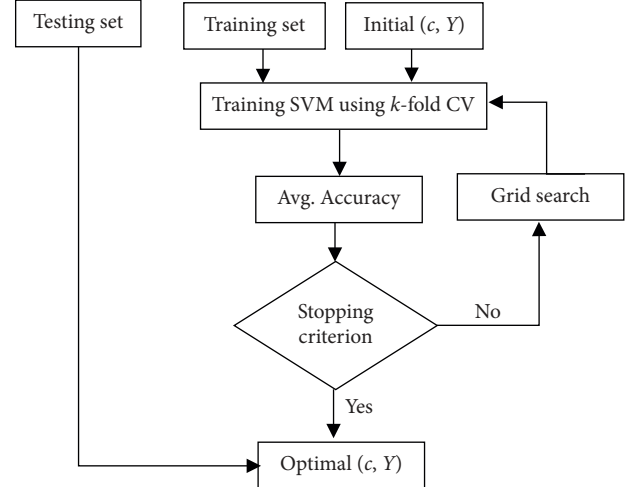 Testing set
Training set
Initial (c, Y)
Training SVM using k-fold CV
Avg. Accuracy
Grid search
Stopping
criterion
No
Yes
Optimal (c, Y)